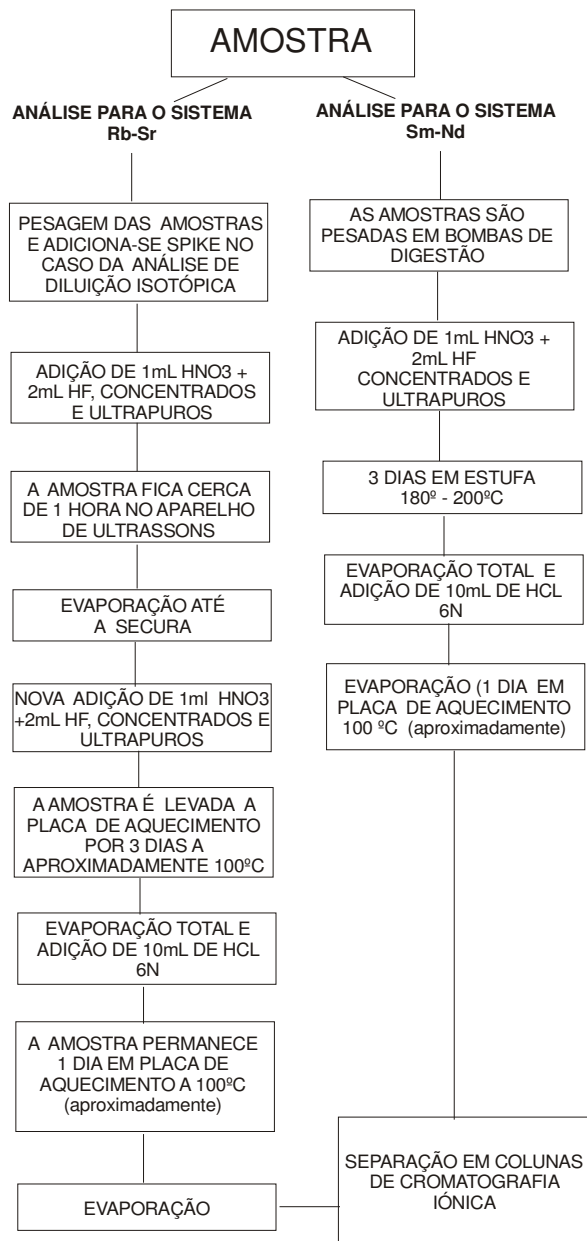 AMOSTRA
ANÁLISE PARA O SISTEMA
Rb-Sr
PESAGEM DAS AMOSTRAS
E ADICIONA-SE SPIKE NO
CASO DA ANÁLISE DE
DILUIÇÃO ISOTÓPICA
ADIÇÃO DE 1mL HNO3 +
2mL HF, CONCENTRADOS
E ULTRAPUROS
A AMOSTRA FICA CERCA
DE 1 HORA NO APARELHO
DE ULTRASSONS
EVAPORAÇÃO ATÉ
A SECURA
NOVA ADIÇÃO DE 1ml HNO3
+2mL HF, CONCENTRADOS E
ULTRAPUROS
A AMOSTRA É LEVADA A
PLACA DE AQUECIMENTO
POR 3 DIAS A
APROXIMADAMENTE 100ºC
EVAPORAÇÃO TOTAL E
ADIÇÃO DE 10mL DE HCL
6N
A AMOSTRA PERMANECE
1 DIA EM PLACA DE
AQUECIMENTO A 100ºC
(aproximadamente)
EVAPORAÇÃO
ANÁLISE PARA O SISTEMA
Sm-Nd
AS AMOSTRAS SÃO
PESADAS EM BOMBAS DE
DIGESTÃO
ADIÇÃO DE 1mL HNO3 +
2mL HF
CONCENTRADOS E
ULTRAPUROS
3 DIAS EM ESTUFA
180º - 200ºC
EVAPORAÇÃO TOTAL E
ADIÇÃO DE 10mL DE HCL
6N
EVAPORAÇÃO (1 DIA EM
PLACA DE AQUECIMENTO
100 ºC (aproximadamente)
SEPARAÇÃO EM COLUNAS
DE CROMATOGRAFIA
IÓNICA